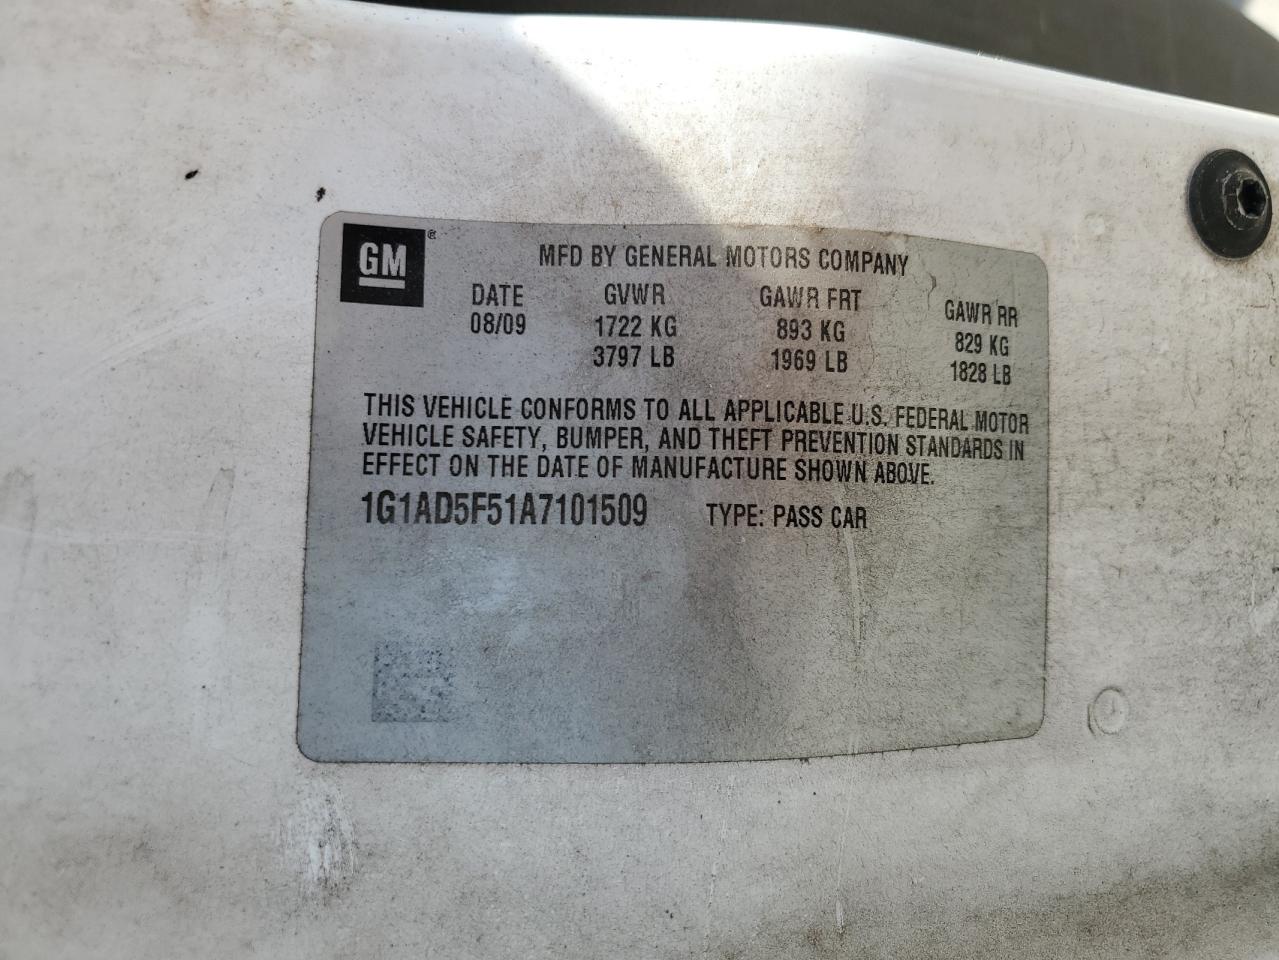 GM®
MFD BY GENERAL MOTORS COMPANY
DATE GVWR GAWR FRT GAWR RR
08/09 1722 KG 893 KG 829 KG
3797 LB 1969 LB 1828 LB
THIS VEHICLE CONFORMS TO ALL APPLICABLE U.S. FEDERAL MOTOR
VEHICLE SAFETY, BUMPER, AND THEFT PREVENTION STANDARDS IN
EFFECT ON THE DATE OF MANUFACTURE SHOWN ABOVE.
1G1AD5F51A7101509 TYPE: PASS CAR